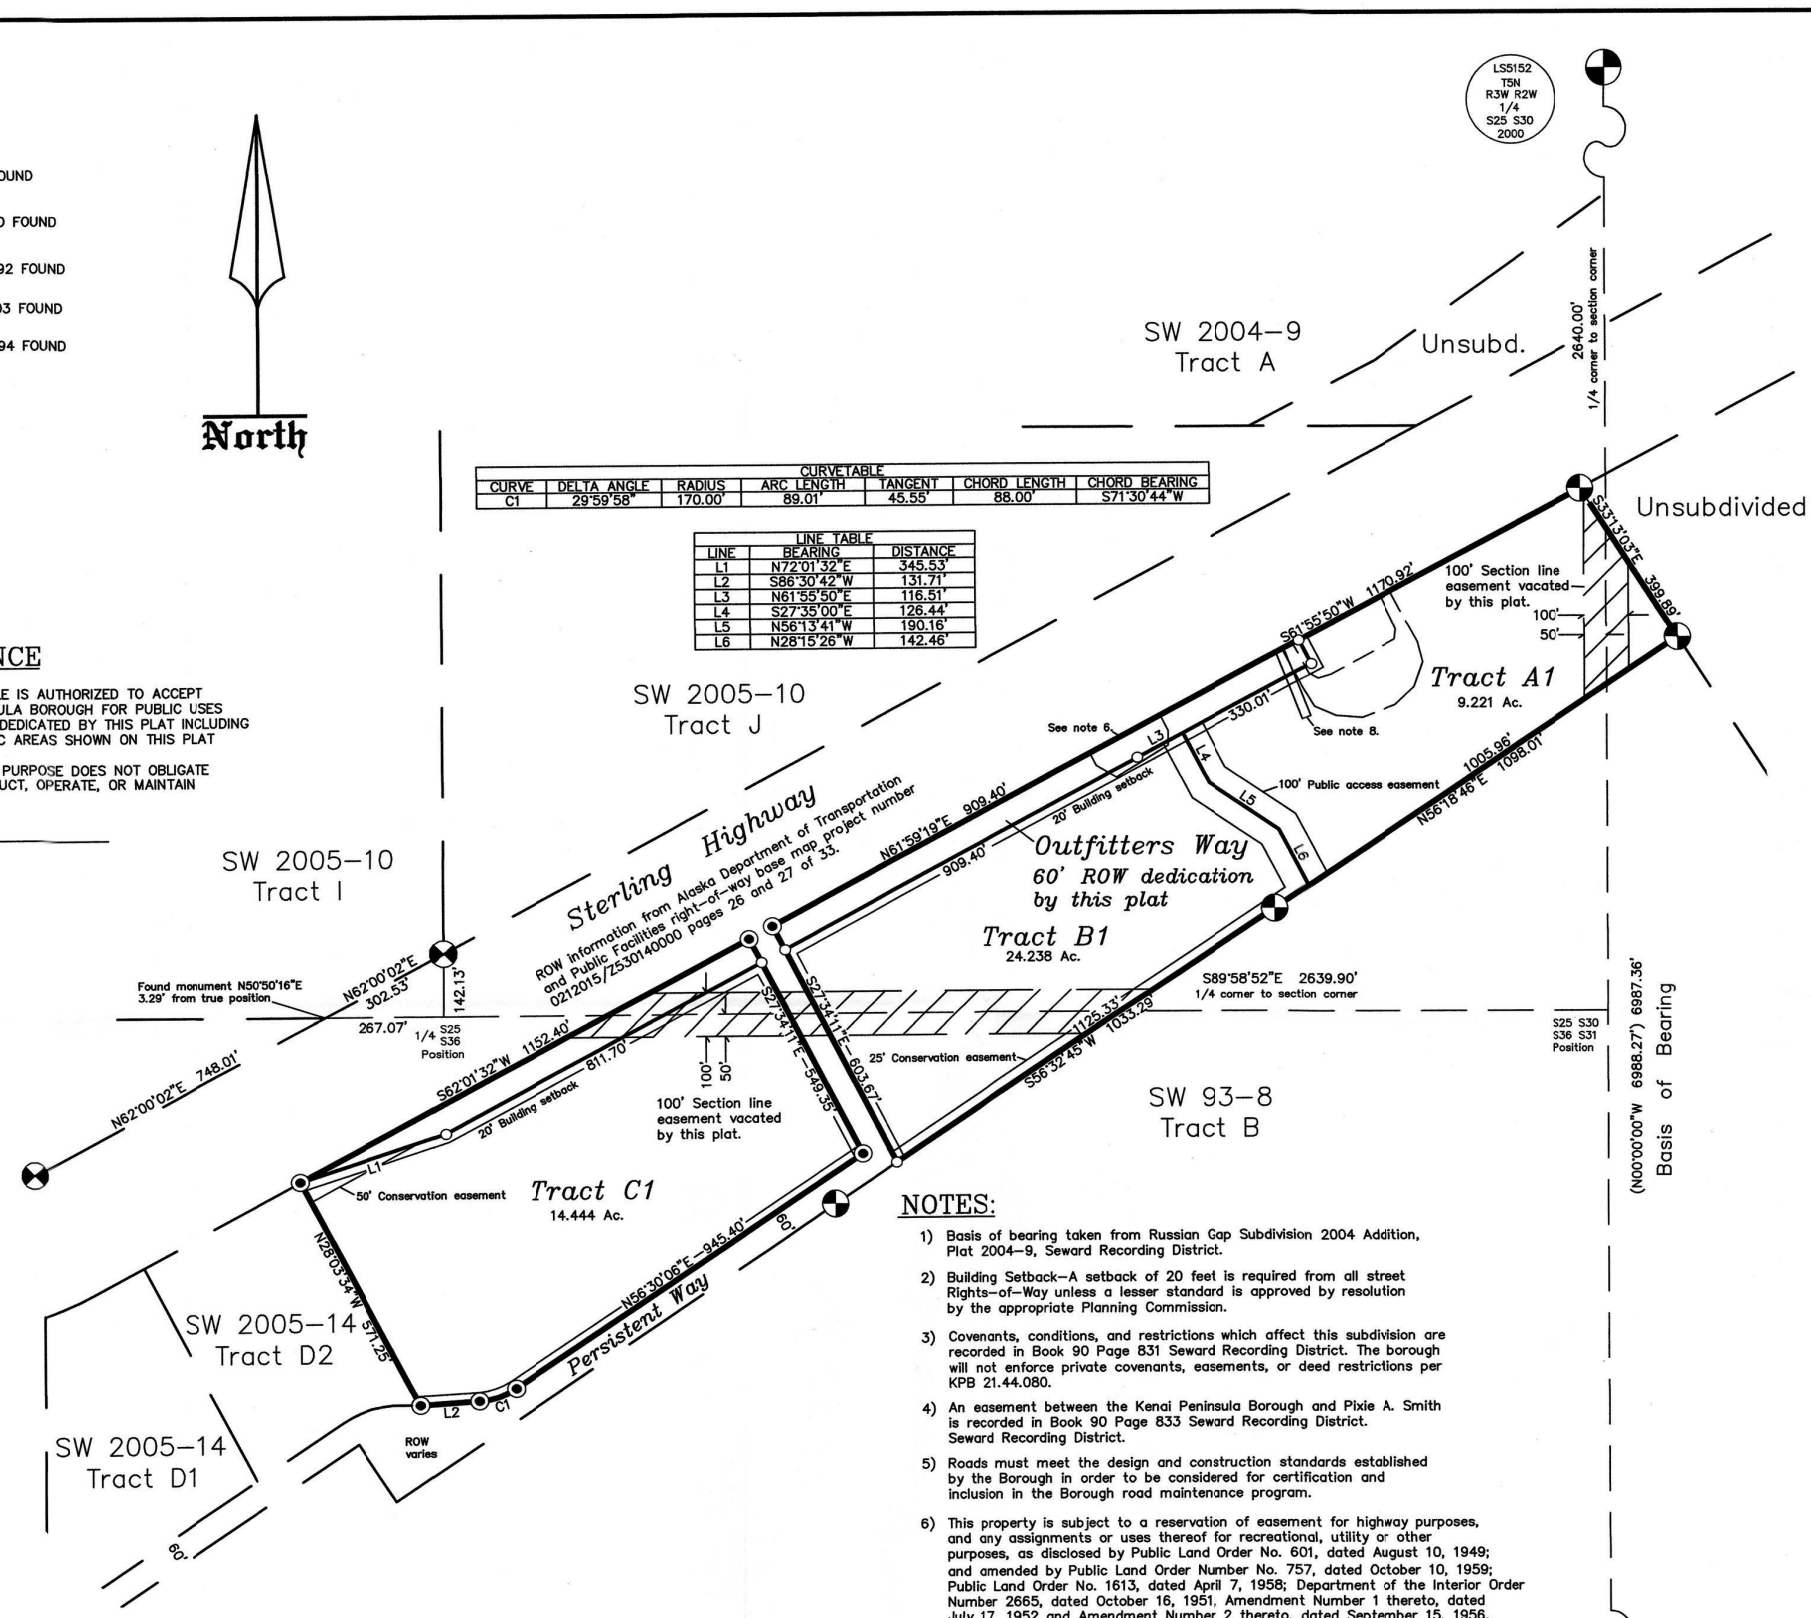 LS5152
T5N
R3W R2W
1/4
S25 S30
2000
OUND
FOUND
92 FOUND
03 FOUND
94 FOUND
North
SW 2004-9
Tract A
Unsubd.
2640.00'
1/4 corner to section corner
CURVETABLE
CURVE DELTA ANGLE RADIUS ARC LENGTH TANGENT CHORD LENGTH CHORD BEARING
C1 29°59'58" 170.00' 89.01' 45.55' 88.00' S71°30'44"W
LINE TABLE
LINE BEARING DISTANCE
L1 N72°01'32"E 345.53'
L2 S86°30'42"W 131.71'
L3 N61°55'50"E 116.51'
L4 S27°35'00"E 126.44'
L5 N56°13'41"W 190.16'
L6 N28°15'26"W 142.46'
Unsubdivided
S33°13'03"E 399.89'
100' Section line
easement vacated
by this plat.
100'
50'
S61°55'50"W 1170.92'
Tract A1
9.221 Ac.
NCE
LE IS AUTHORIZED TO ACCEPT
ULA BOROUGH FOR PUBLIC USES
DEDICATED BY THIS PLAT INCLUDING
C AREAS SHOWN ON THIS PLAT
PURPOSE DOES NOT OBLIGATE
UCT, OPERATE, OR MAINTAIN
SW 2005-10
Tract J
See note 6.
330.01'
See note 8.
L3
L4
L5
L6
100' Public access easement
1005.96'
N56°18'46"E 1098.01'
20' Building setback
Sterling Highway
ROW information from Alaska Department of Transportation
and Public Facilities right-of-way base map project number
0212015/Z530140000 pages 26 and 27 of 33.
N61°59'19"E 909.40'
909.40'
Outfitters Way
60' ROW dedication
by this plat
Tract B1
24.238 Ac.
SW 2005-10
Tract I
Found monument N50°50'16"E
3.29' from true position
N62°00'02"E
302.53'
142.13'
267.07'
1/4 S25
S36
Position
N62°00'02"E 748.01'
S62°01'32"W 1152.40'
811.70'
20' Building setback
S27°34'11"E 549.35'
S27°34'11"E 603.67'
100'
50'
100' Section line
easement vacated
by this plat.
25' Conservation easement
1125.33'
S56°32'45"W 1033.29'
S89°58'52"E 2639.90'
1/4 corner to section corner
S25 S30
S36 S31
Position
(N00°00'00"W 6988.27') 6987.36'
Basis of Bearing
SW 93-8
Tract B
L1
50' Conservation easement
Tract C1
14.444 Ac.
N28°03'34"W 571.25'
N56°30'06"E 945.40'
60'
Persistent Way
L2
C1
ROW
varies
SW 2005-14
Tract D2
SW 2005-14
Tract D1
60'
NOTES:
1) Basis of bearing taken from Russian Gap Subdivision 2004 Addition,
Plat 2004-9, Seward Recording District.
2) Building Setback-A setback of 20 feet is required from all street
Rights-of-Way unless a lesser standard is approved by resolution
by the appropriate Planning Commission.
3) Covenants, conditions, and restrictions which affect this subdivision are
recorded in Book 90 Page 831 Seward Recording District. The borough
will not enforce private covenants, easements, or deed restrictions per
KPB 21.44.080.
4) An easement between the Kenai Peninsula Borough and Pixie A. Smith
is recorded in Book 90 Page 833 Seward Recording District.
Seward Recording District.
5) Roads must meet the design and construction standards established
by the Borough in order to be considered for certification and
inclusion in the Borough road maintenance program.
6) This property is subject to a reservation of easement for highway purposes,
and any assignments or uses thereof for recreational, utility or other
purposes, as disclosed by Public Land Order No. 601, dated August 10, 1949;
and amended by Public Land Order Number No. 757, dated October 10, 1959;
Public Land Order No. 1613, dated April 7, 1958; Department of the Interior Order
Number 2665, dated October 16, 1951, Amendment Number 1 thereto, dated
July 17, 1952 and Amendment Number 2 thereto, dated September 15, 1956.